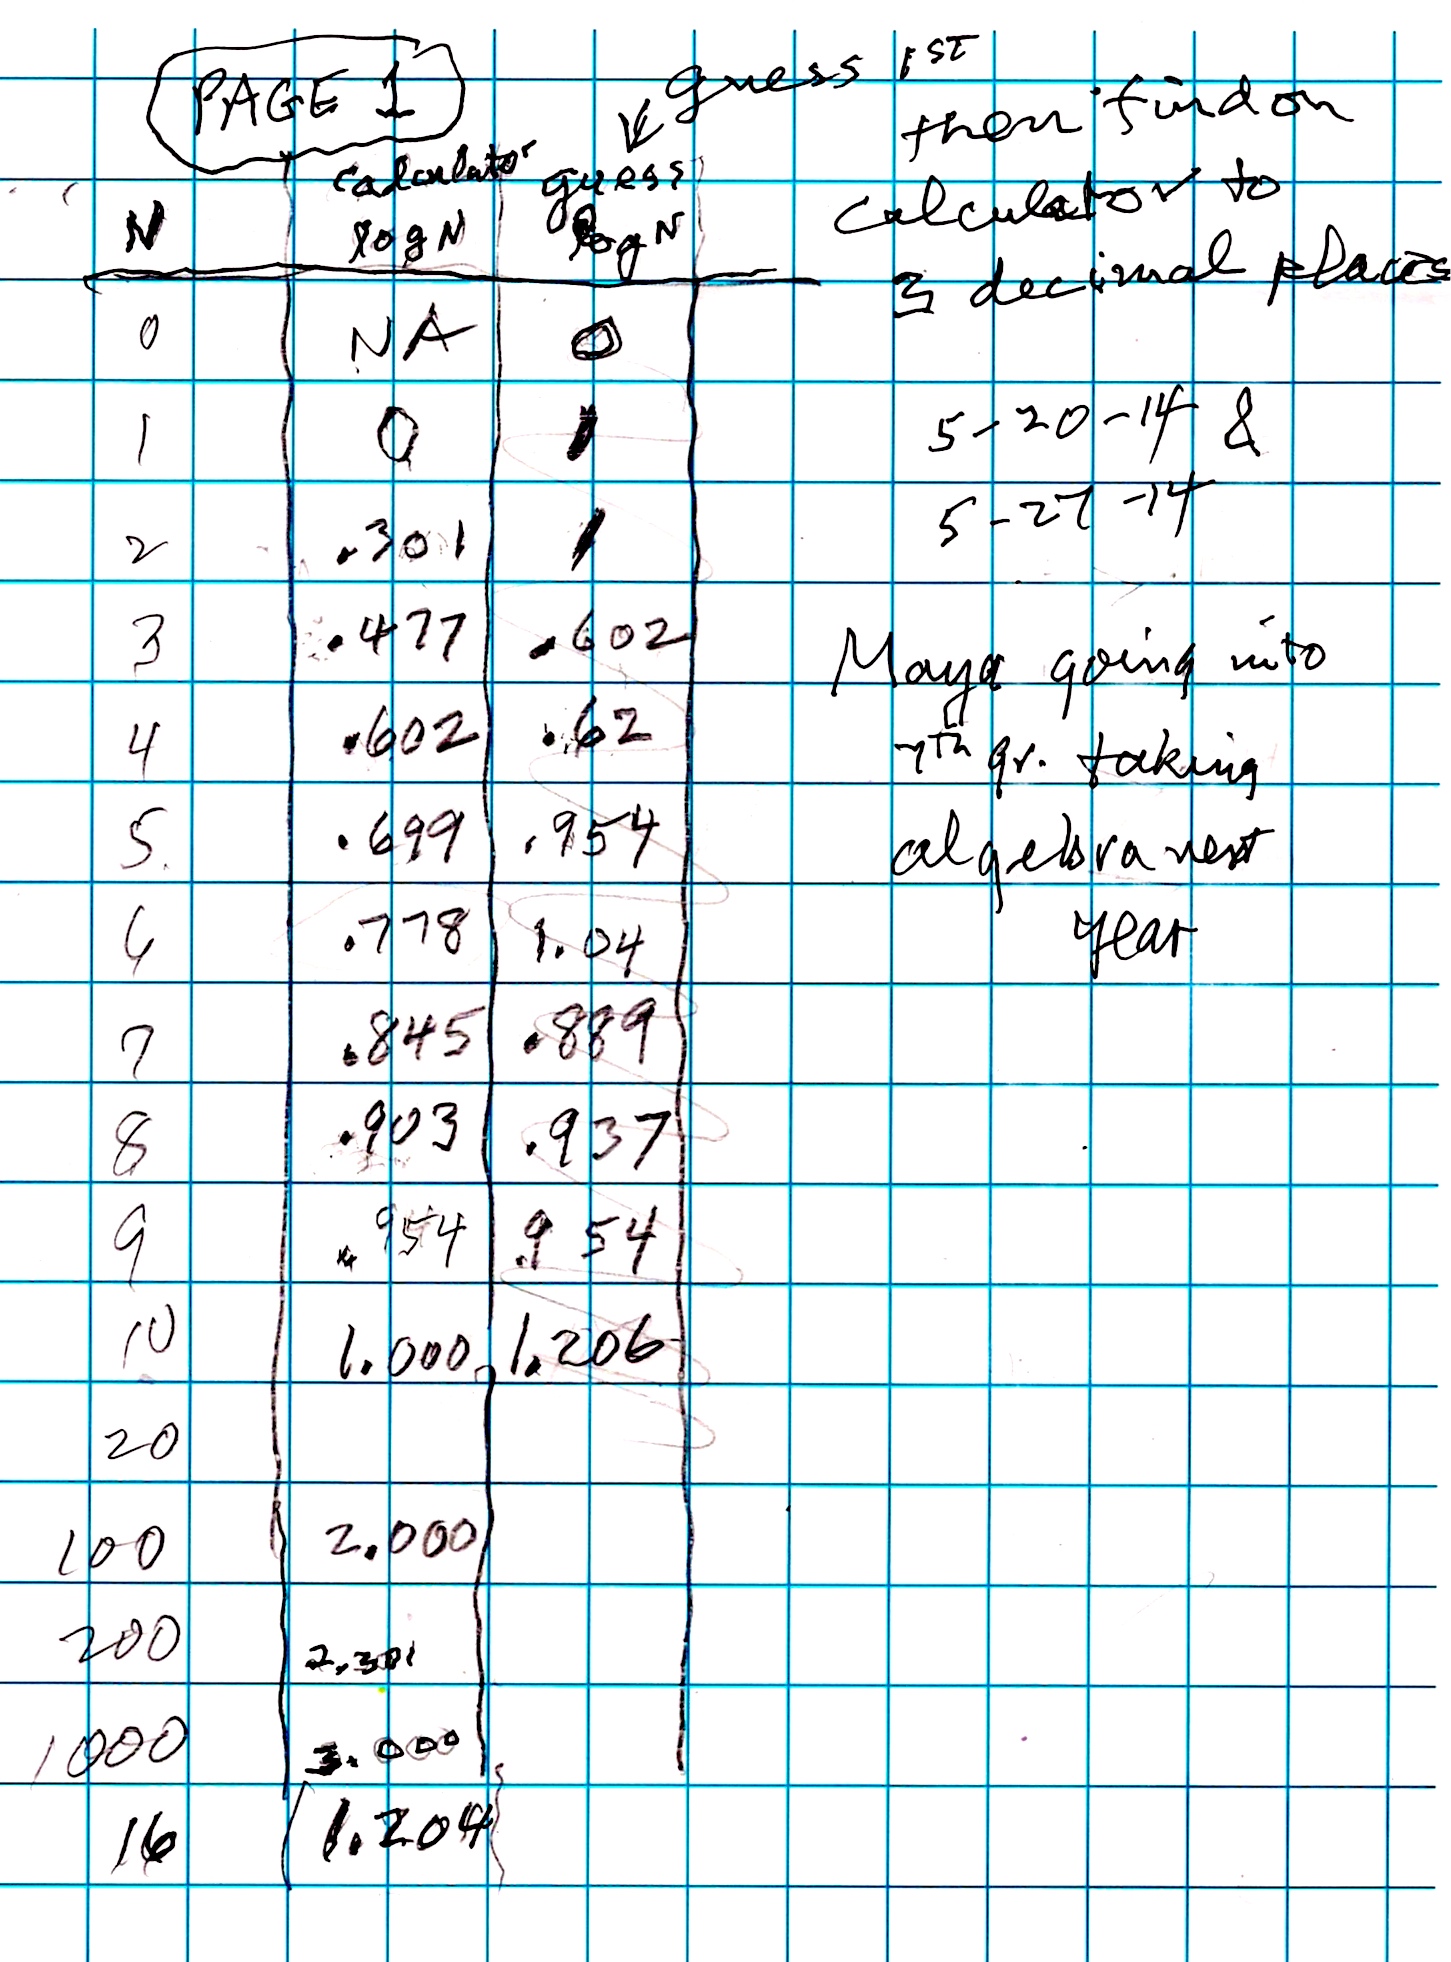 PAGE 1
guess 1ST
then find on
calculator to
3 decimal places
calculator guess
N log N log N
0 NA 0
1 0 1
2 .301 1
3 .477 .602
4 .602 .62
5 .699 .954
6 .778 1.04
7 .845 .889
8 .903 .937
9 .954 .954
10 1.000 1.206
20
100 2.000
200 2.301
1000 3.000
16 1.204
5-20-14 &
5-27-14
Maya going into
7th gr. taking
algebra next
year